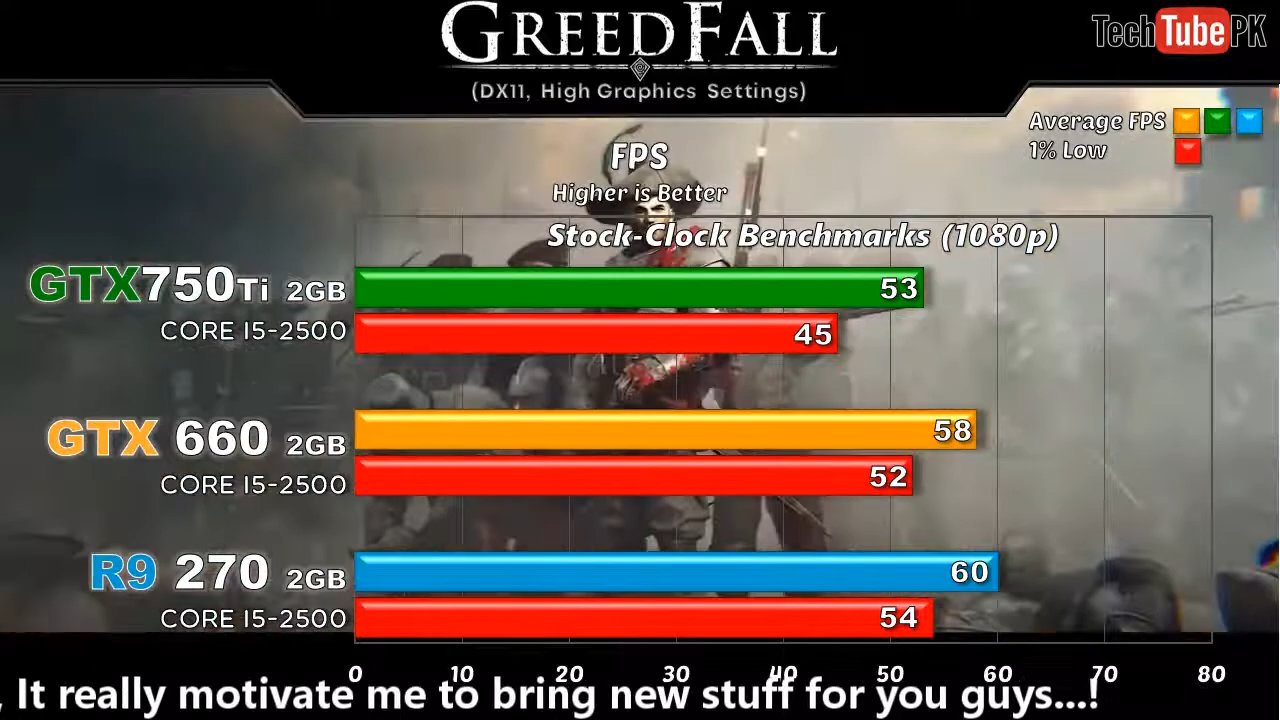 GREEDFALL
TechTubePK
(DX11, High Graphics Settings)
Average FPS
1% Low
FPS
Higher is Better
Stock-Clock Benchmarks (1080p)
GTX750Ti 2GB
53
CORE I5-2500
45
GTX 660 2GB
58
CORE I5-2500
52
R9 270 2GB
60
CORE I5-2500
54
0 10 20 30 40 50 60 70 80
. It really motivate me to bring new stuff for you guys...!